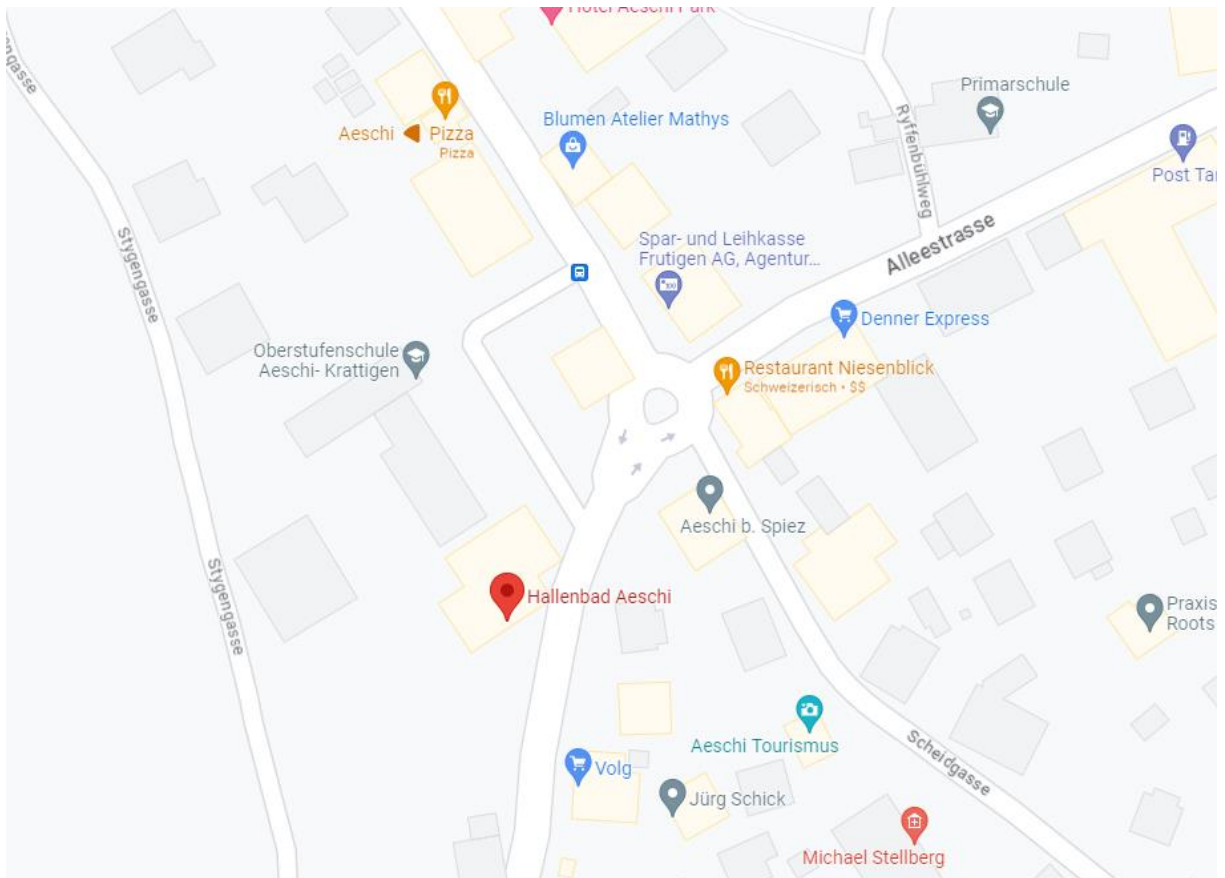 Hotel Aeschi Park
Stygengasse
Primarschule
Blumen Atelier Mathys
Aeschi
Pizza
Pizza
Ryffenbühlweg
Post Tan
Stygengasse
Spar- und Leihkasse
Frutigen AG, Agentur...
Alleestrasse
Denner Express
Oberstufenschule
Aeschi- Krattigen
Restaurant Niesenblick
Schweizerisch • $$
Aeschi b. Spiez
Stygengasse
Hallenbad Aeschi
Praxis
Roots
Aeschi Tourismus
Scheidgasse
Volg
Jürg Schick
Michael Stellberg